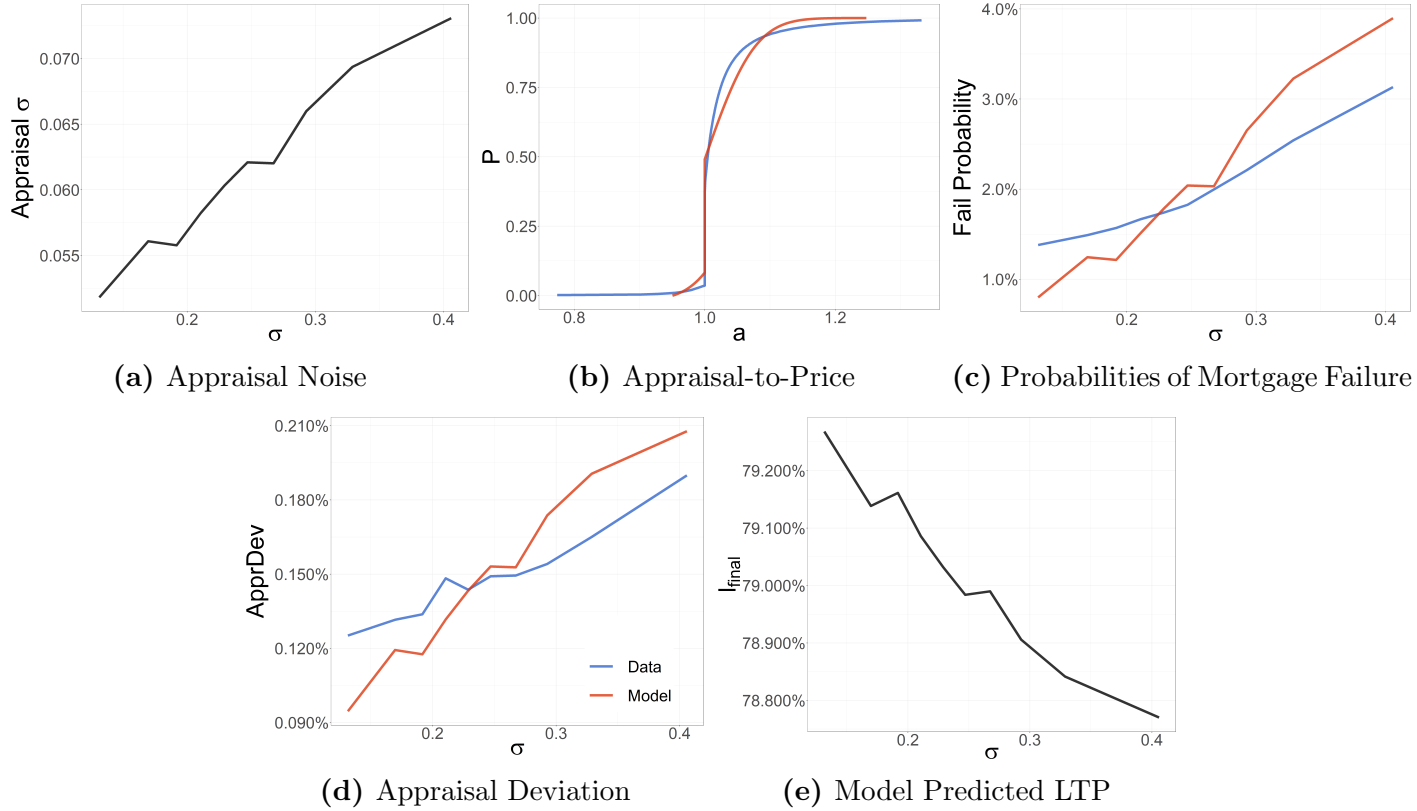 Appraisal σ
0.070
0.065
0.060
0.055
0.2 0.3 0.4
σ
(a) Appraisal Noise
P
1.00
0.75
0.50
0.25
0.00
0.8 1.0 1.2
a
(b) Appraisal-to-Price
Fail Probability
4.0%
3.0%
2.0%
1.0%
0.2 0.3 0.4
σ
(c) Probabilities of Mortgage Failure
ApprDev
0.210%
0.180%
0.150%
0.120%
0.090%
Data
Model
0.2 0.3 0.4
σ
(d) Appraisal Deviation
lfinal
79.200%
79.100%
79.000%
78.900%
78.800%
0.2 0.3 0.4
σ
(e) Model Predicted LTP